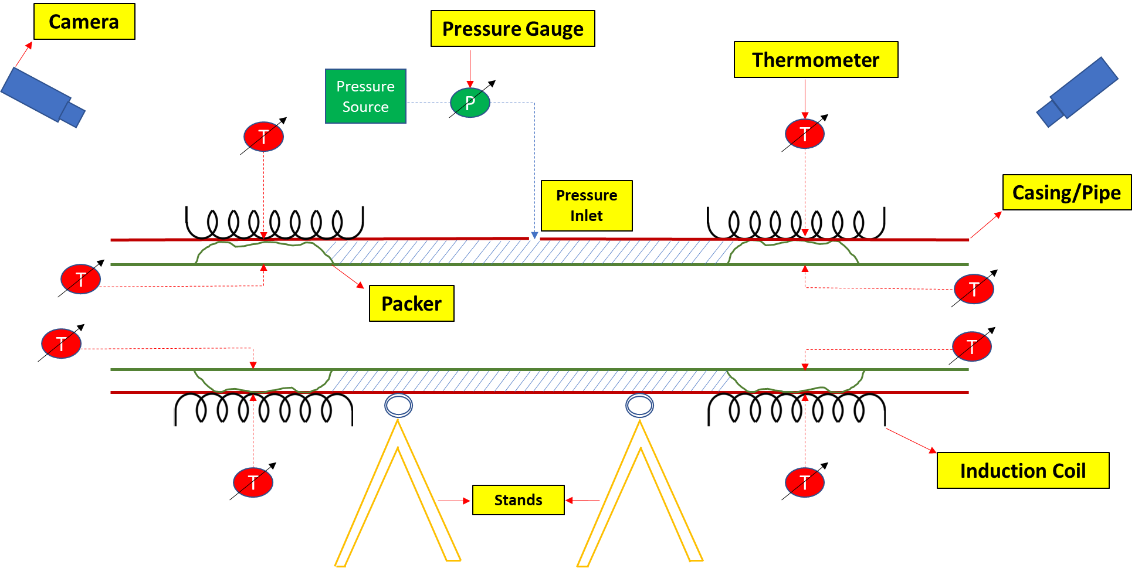 Camera
Pressure Gauge
Thermometer
Pressure
Source
P
T
T
Pressure
Inlet
Casing/Pipe
T
T
Packer
T
T
T
T
Stands
Induction Coil